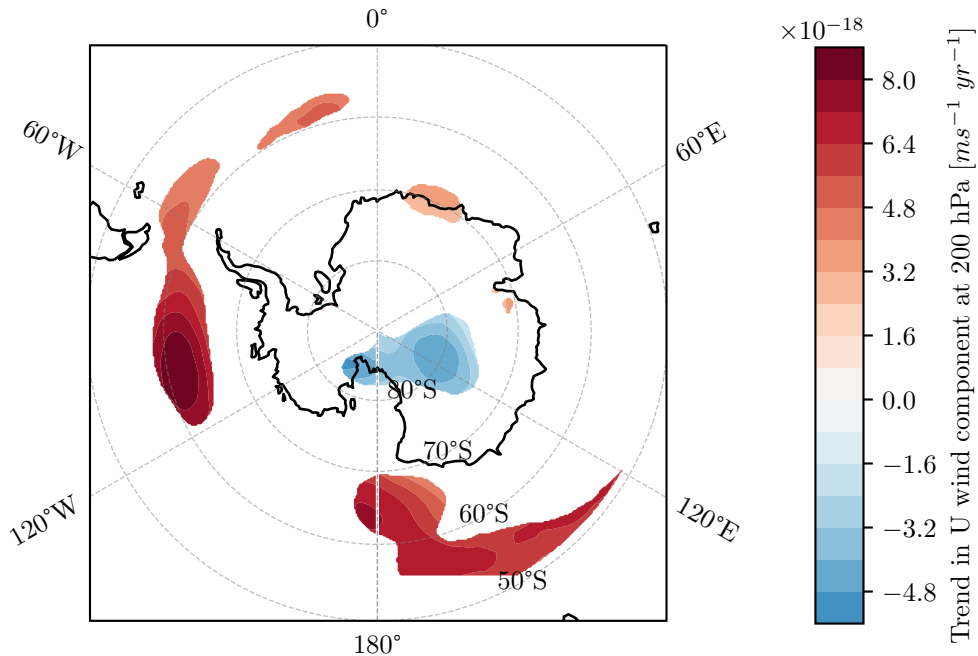 0°
×10⁻¹⁸
60°W
60°E
120°W
120°E
180°
80°S
70°S
60°S
50°S
8.0
6.4
4.8
3.2
1.6
0.0
−1.6
−3.2
−4.8
Trend in U wind component at 200 hPa [ms⁻¹ yr⁻¹]